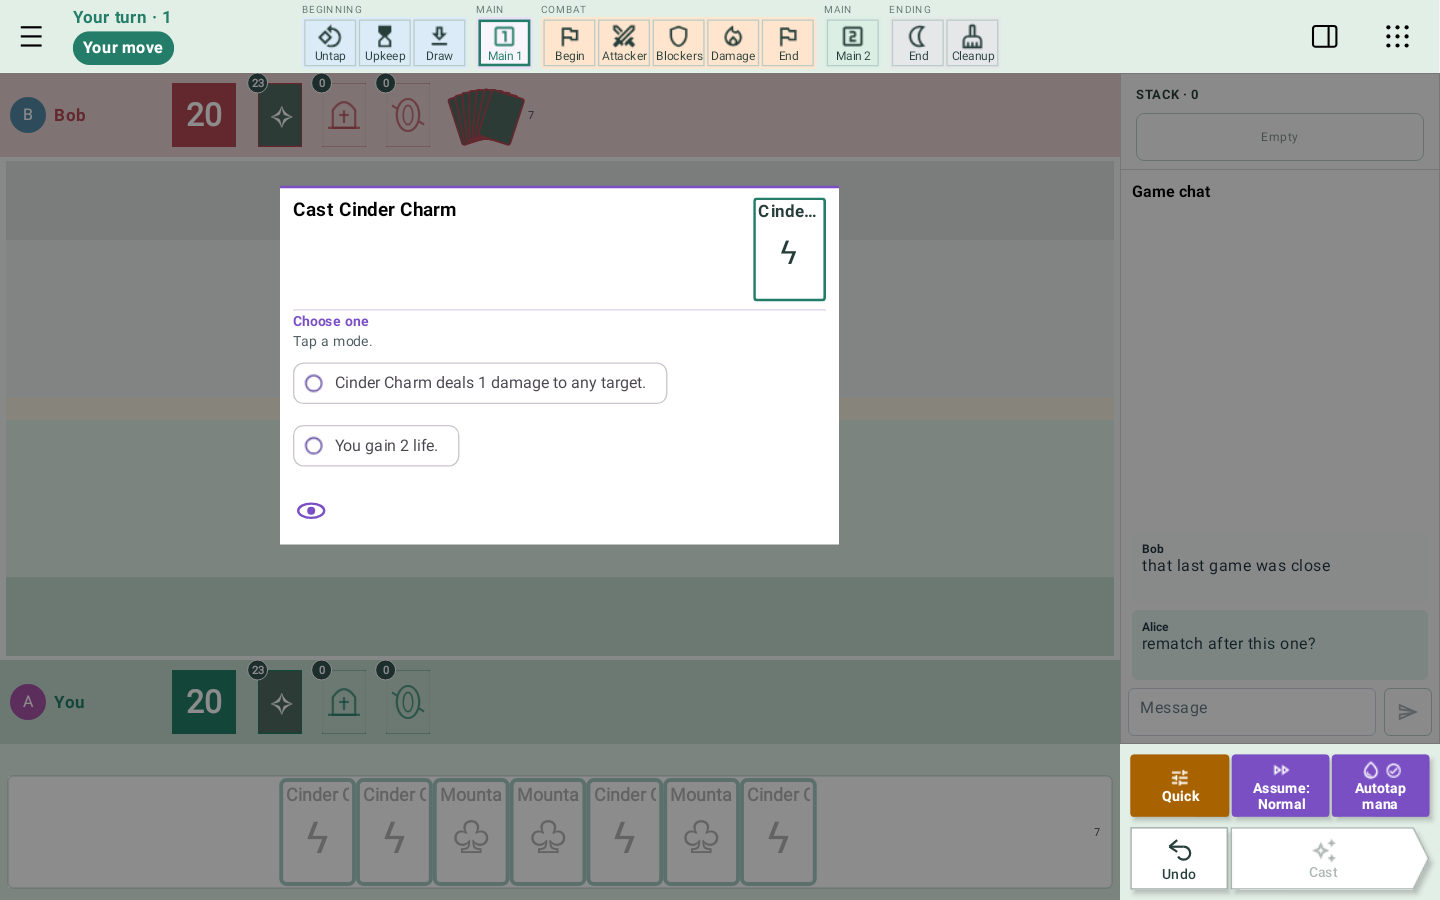 Your turn · 1
Your move
BEGINNING
Untap
Upkeep
Draw
MAIN
Main 1
COMBAT
Begin
Attacker
Blockers
Damage
End
MAIN
Main 2
ENDING
End
Cleanup
B
Bob
20
23
0
0
7
STACK · 0
Empty
Game chat
Cast Cinder Charm
Cinde...
Choose one
Tap a mode.
Cinder Charm deals 1 damage to any target.
You gain 2 life.
Bob
that last game was close
Alice
rematch after this one?
Message
A
You
20
23
0
0
Cinder C
Cinder C
Mounta
Mounta
Cinder C
Mounta
Cinder C
7
Quick
Assume:
Normal
Autotap
mana
Undo
Cast